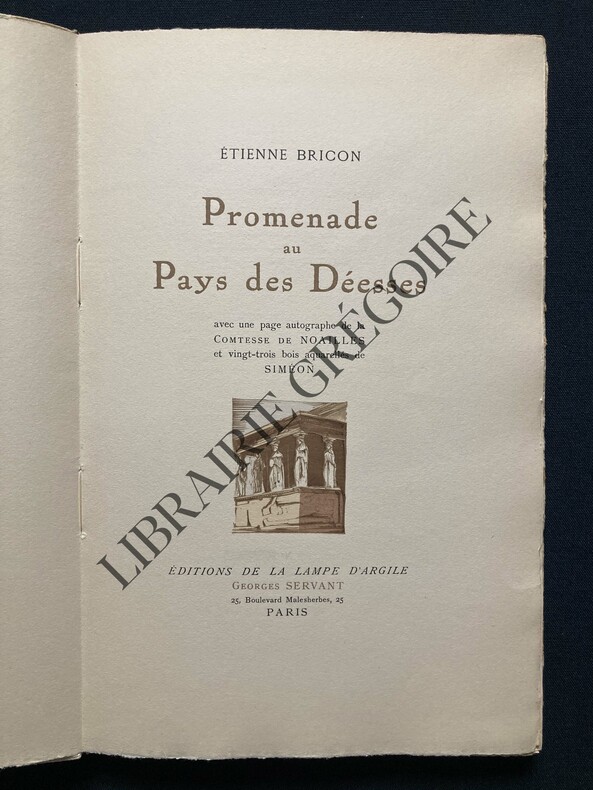 ÉTIENNE BRICON
Promenade
au
Pays des Déesses
avec une page autographe de la
COMTESSE DE NOAILLES
et vingt-trois bois aquarellés de
SIMÉON
ÉDITIONS DE LA LAMPE D'ARGILE
GEORGES SERVANT
25, Boulevard Malesherbes, 25
PARIS
LIBRAIRIE GRÉGOIRE